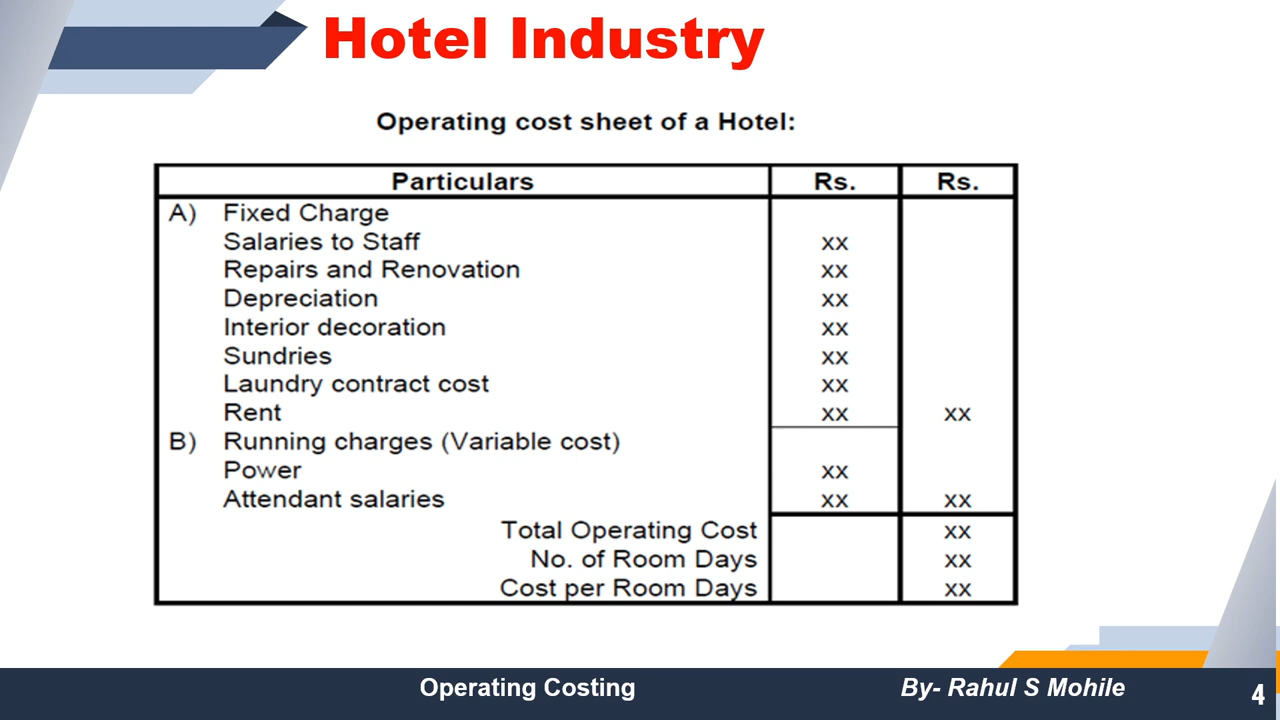 Hotel Industry
Operating cost sheet of a Hotel:
Particulars Rs. Rs.
A) Fixed Charge
Salaries to Staff xx
Repairs and Renovation xx
Depreciation xx
Interior decoration xx
Sundries xx
Laundry contract cost xx
Rent xx xx
B) Running charges (Variable cost)
Power xx
Attendant salaries xx xx
Total Operating Cost xx
No. of Room Days xx
Cost per Room Days xx
Operating Costing By- Rahul S Mohile 4